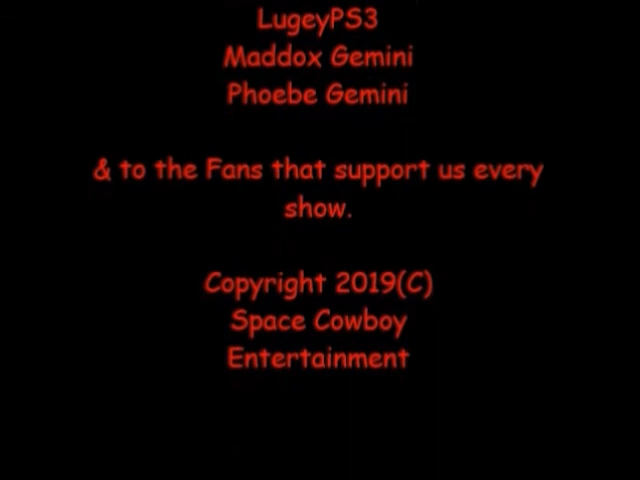 LugeyPS3
Maddox Gemini
Phoebe Gemini
& to the Fans that support us every
show.
Copyright 2019(C)
Space Cowboy
Entertainment